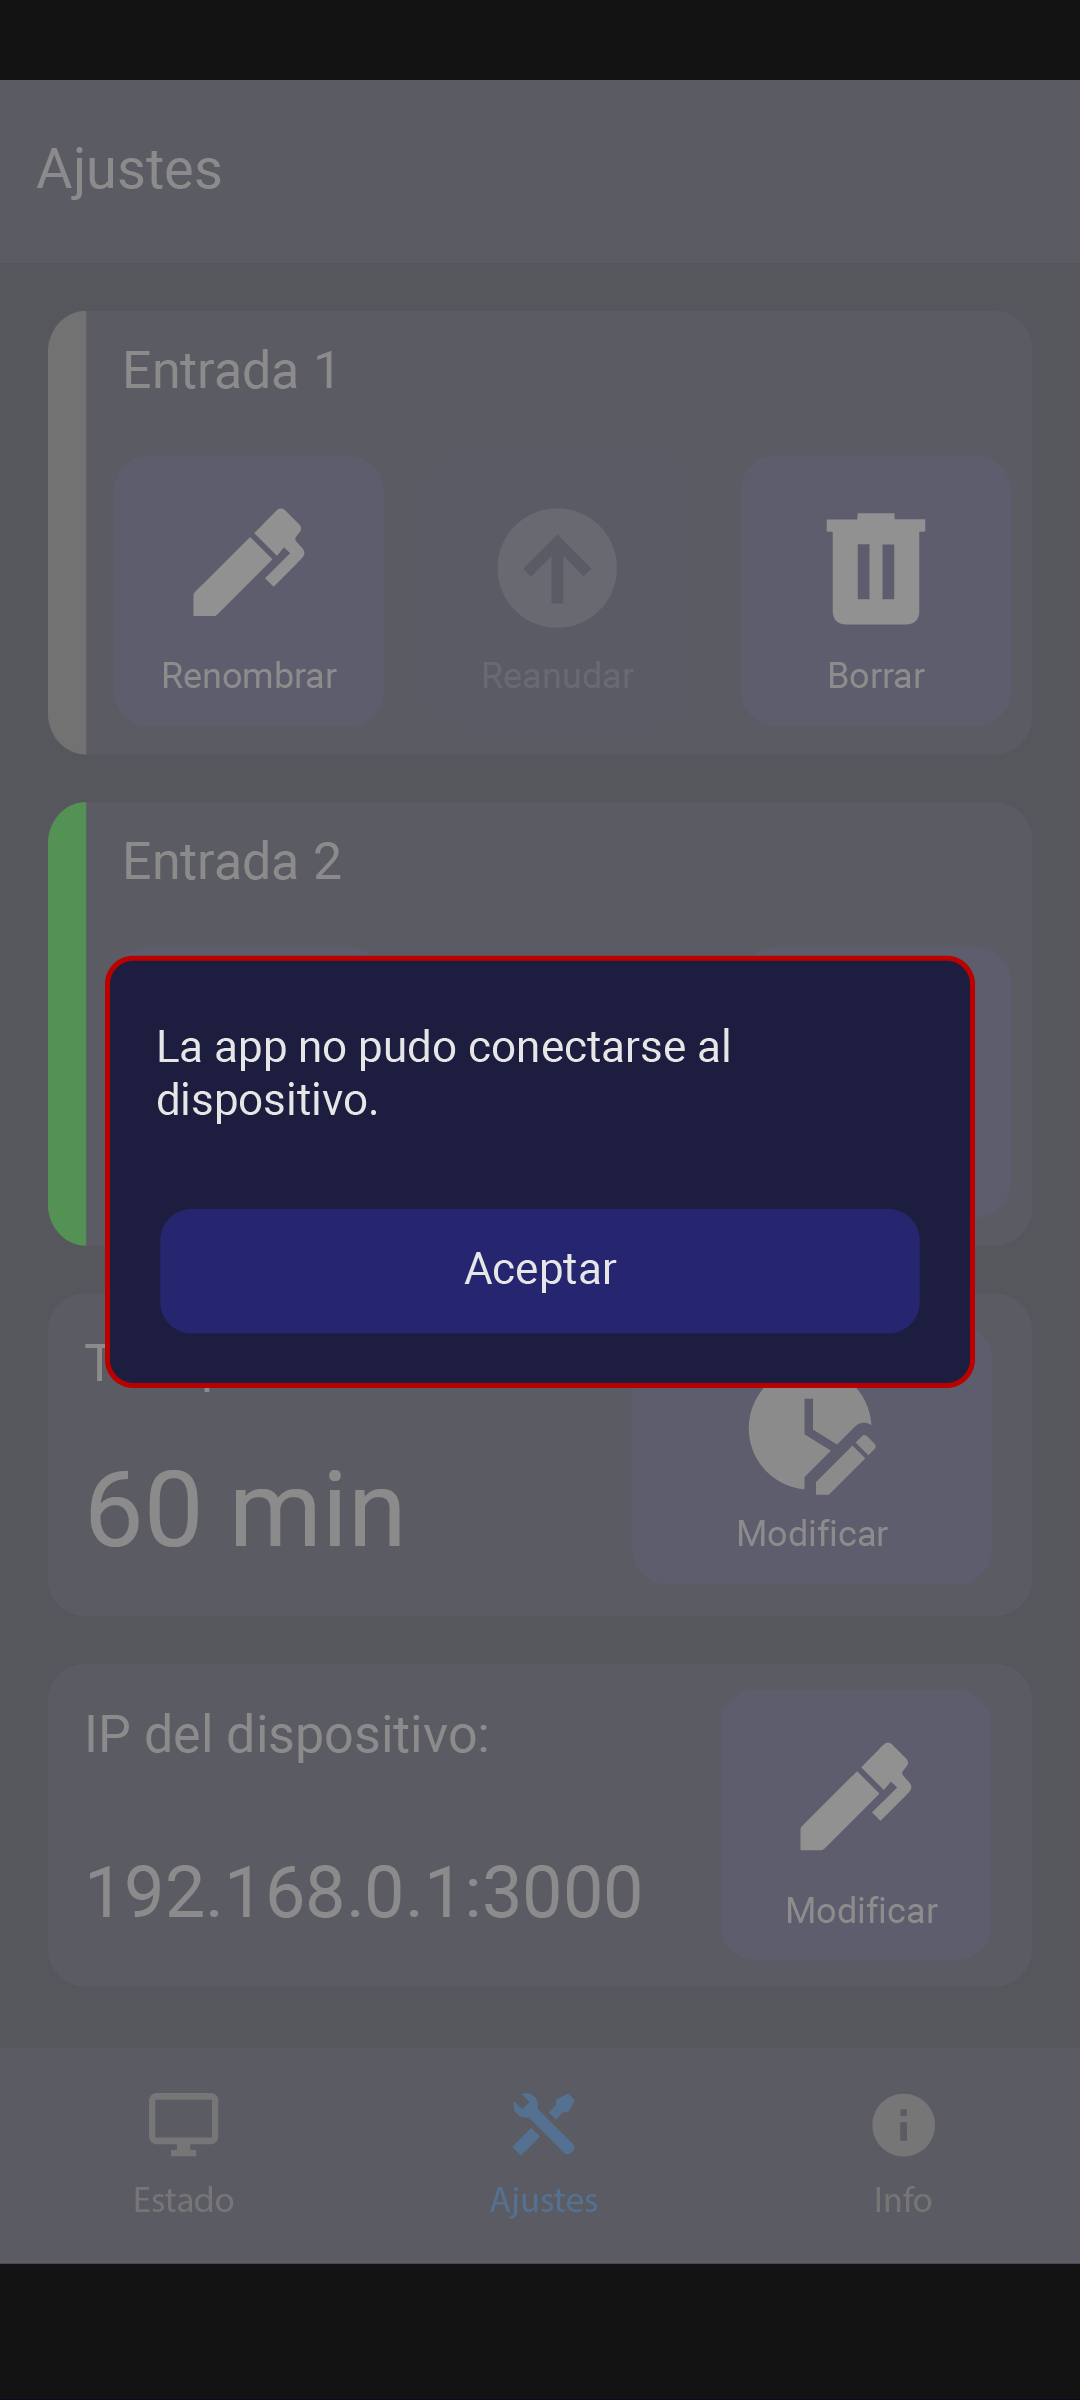 Ajustes
Entrada 1
Renombrar
Reanudar
Borrar
Entrada 2
La app no pudo conectarse al
dispositivo.
Aceptar
60 min
Modificar
IP del dispositivo:
192.168.0.1:3000
Modificar
Estado
Ajustes
Info